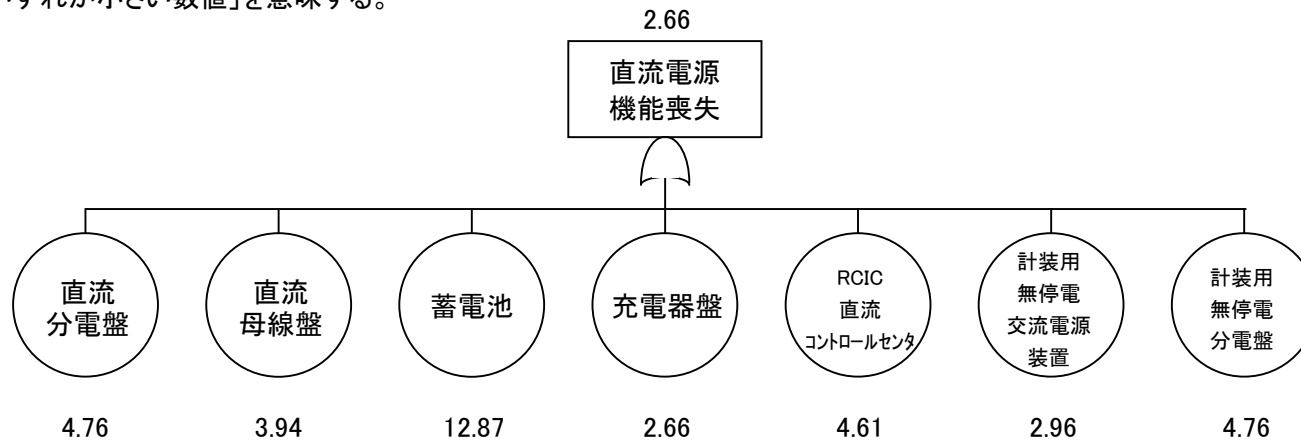 いずれか小さい数値」を意味する。
2.66
直流電源
機能喪失
直流
分電盤
直流
母線盤
蓄電池
充電器盤
RCIC
直流
コントロールセンタ
計装用
無停電
交流電源
装置
計装用
無停電
分電盤
4.76
3.94
12.87
2.66
4.61
2.96
4.76